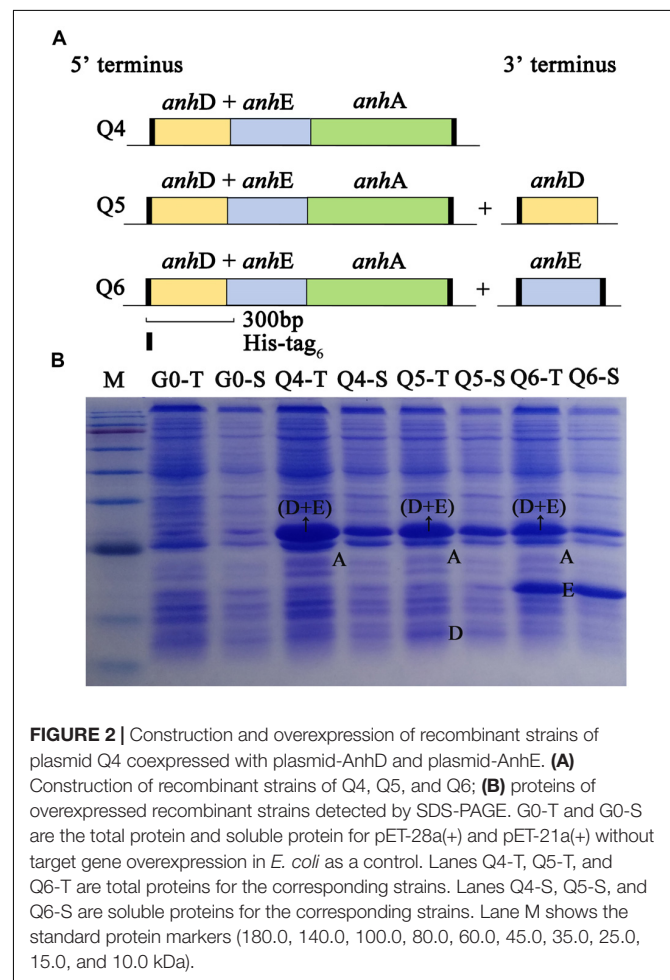 A
5' terminus 3' terminus
anhD + anhE anhA
Q4
anhD + anhE anhA anhD
Q5 +
anhD + anhE anhA anhE
Q6 +
300bp
His-tag6
B
M G0-T G0-S Q4-T Q4-S Q5-T Q5-S Q6-T Q6-S
(D+E) (D+E) (D+E)
A A A
E
D
FIGURE 2 | Construction and overexpression of recombinant strains of
plasmid Q4 coexpressed with plasmid-AnhD and plasmid-AnhE. (A)
Construction of recombinant strains of Q4, Q5, and Q6; (B) proteins of
overexpressed recombinant strains detected by SDS-PAGE. G0-T and G0-S
are the total protein and soluble protein for pET-28a(+) and pET-21a(+) without
target gene overexpression in E. coli as a control. Lanes Q4-T, Q5-T, and
Q6-T are total proteins for the corresponding strains. Lanes Q4-S, Q5-S, and
Q6-S are soluble proteins for the corresponding strains. Lane M shows the
standard protein markers (180.0, 140.0, 100.0, 80.0, 60.0, 45.0, 35.0, 25.0,
15.0, and 10.0 kDa).